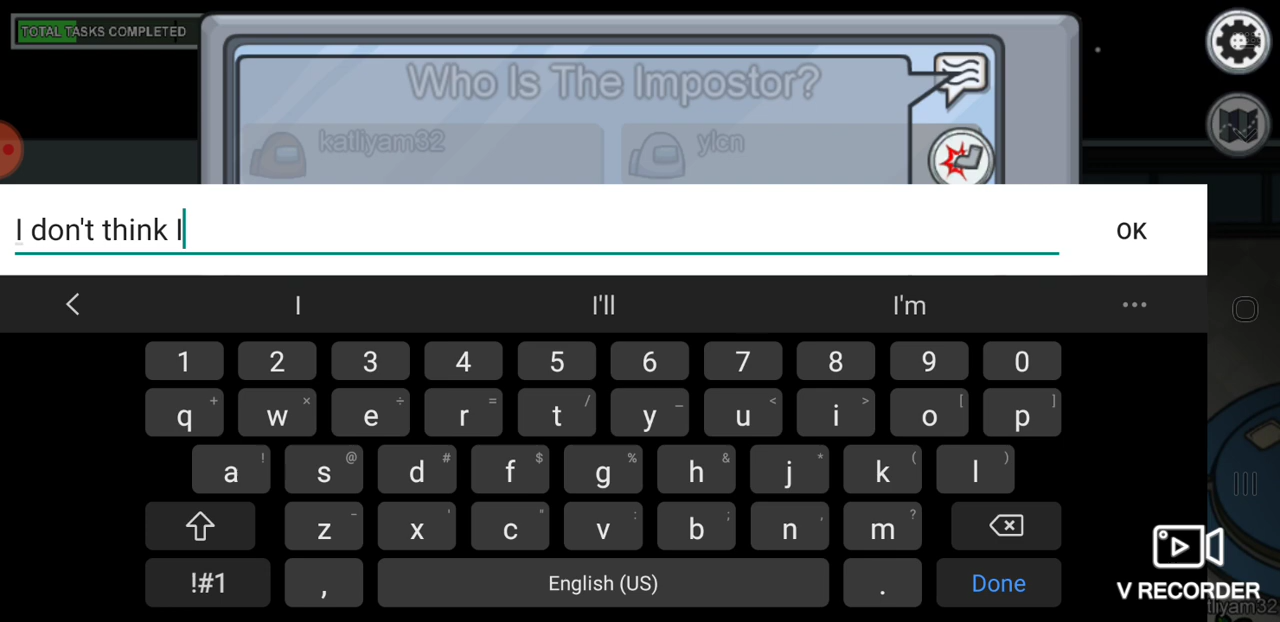 TOTAL TASKS COMPLETED
Who Is The Impostor?
katliyam32
ylcn
I don't think I
OK
I
I'll
I'm
1 2 3 4 5 6 7 8 9 0
+ × ÷ = / _ < > [ ]
q w e r t y u i o p
! @ # $ % & * ( )
a s d f g h j k l
- ' " : ; , ?
z x c v b n m
!#1 , English (US) . Done
V RECORDER
tliyam32